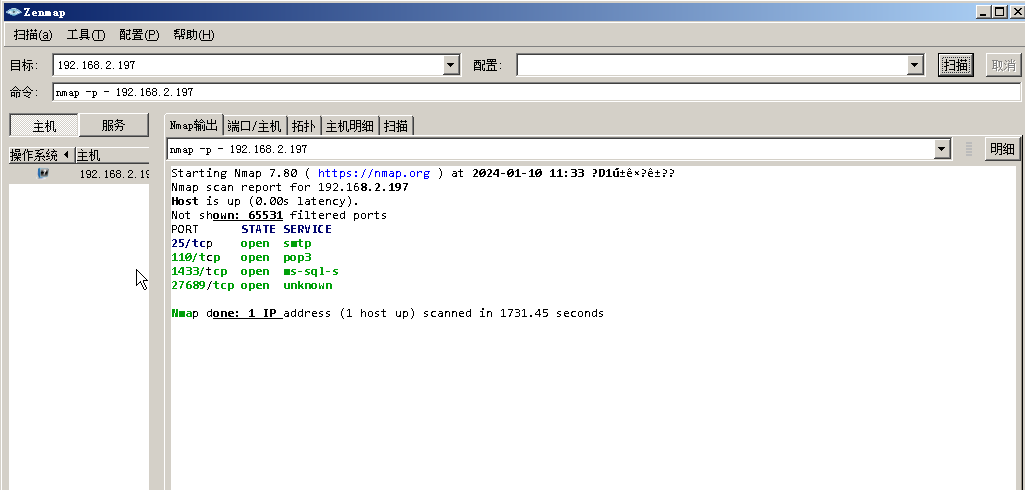 Zenmap
扫描(a) 工具(T) 配置(P) 帮助(H)
目标: 192.168.2.197 配置: 扫描 取消
命令: nmap -p - 192.168.2.197
主机 服务
Nmap输出 端口/主机 拓扑 主机明细 扫描
操作系统 主机
192.168.2.19
nmap -p - 192.168.2.197 明细
Starting Nmap 7.80 ( https://nmap.org ) at 2024-01-10 11:33 ?D1ú±ê×?ê±??
Nmap scan report for 192.168.2.197
Host is up (0.00s latency).
Not shown: 65531 filtered ports
PORT STATE SERVICE
25/tcp open smtp
110/tcp open pop3
1433/tcp open ms-sql-s
27689/tcp open unknown
Nmap done: 1 IP address (1 host up) scanned in 1731.45 seconds